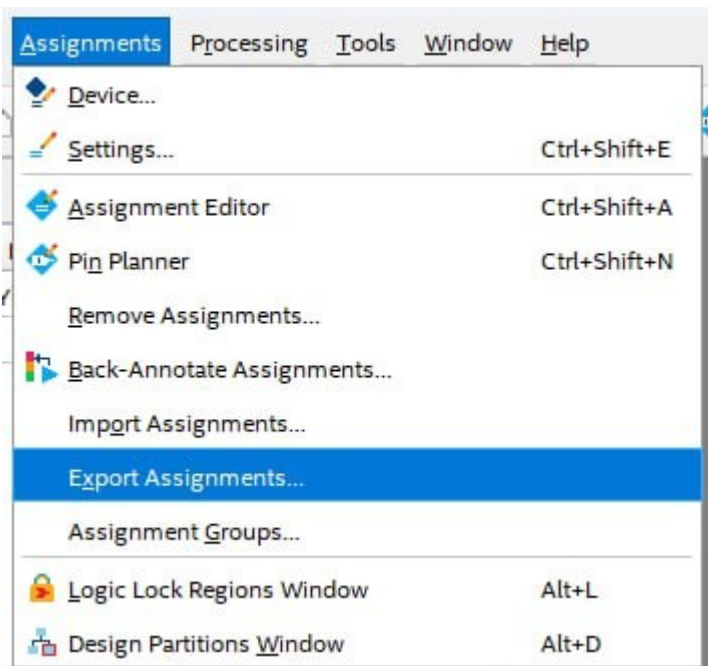 Assignments Processing Tools Window Help
Device...
Settings... Ctrl+Shift+E
Assignment Editor Ctrl+Shift+A
Pin Planner Ctrl+Shift+N
Remove Assignments...
Back-Annotate Assignments...
Import Assignments...
Export Assignments...
Assignment Groups...
Logic Lock Regions Window Alt+L
Design Partitions Window Alt+D